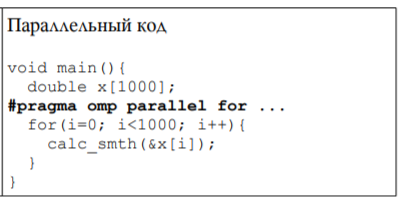 Параллельный код
void main(){
  double x[1000];
#pragma omp parallel for ...
  for(i=0; i<1000; i++){
    calc_smth(&x[i]);
  }
}